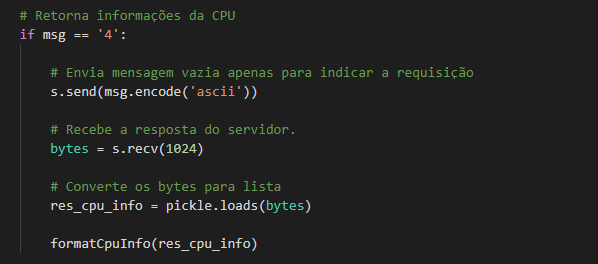 # Retorna informações da CPU
if msg == '4':
# Envia mensagem vazia apenas para indicar a requisição
s.send(msg.encode('ascii'))
# Recebe a resposta do servidor.
bytes = s.recv(1024)
# Converte os bytes para lista
res_cpu_info = pickle.loads(bytes)
formatCpuInfo(res_cpu_info)